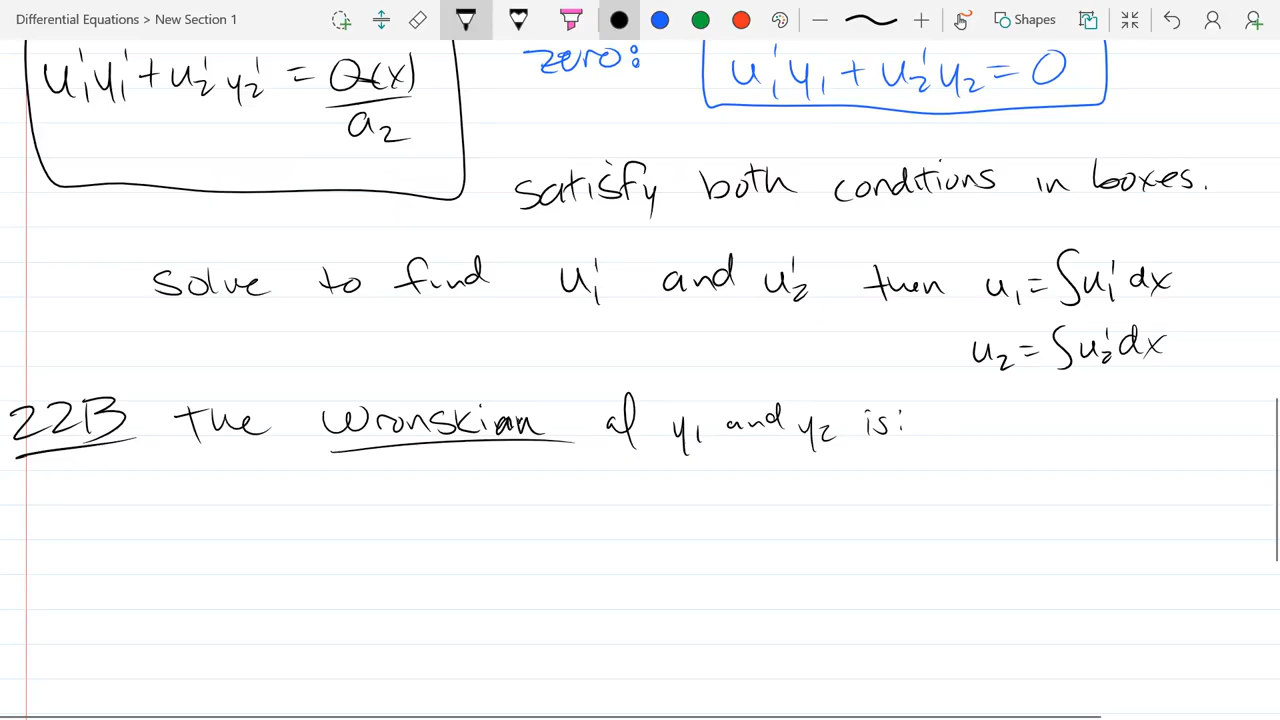 Differential Equations > New Section 1
Shapes
u₁'y₁' + u₂'y₂' = Q(x)/a₂
zero: u₁'y₁ + u₂'y₂ = 0
satisfy both conditions in boxes.
solve to find u₁' and u₂' then u₁ = ∫u₁' dx
u₂ = ∫u₂' dx
22B the Wronskian of y₁ and y₂ is: